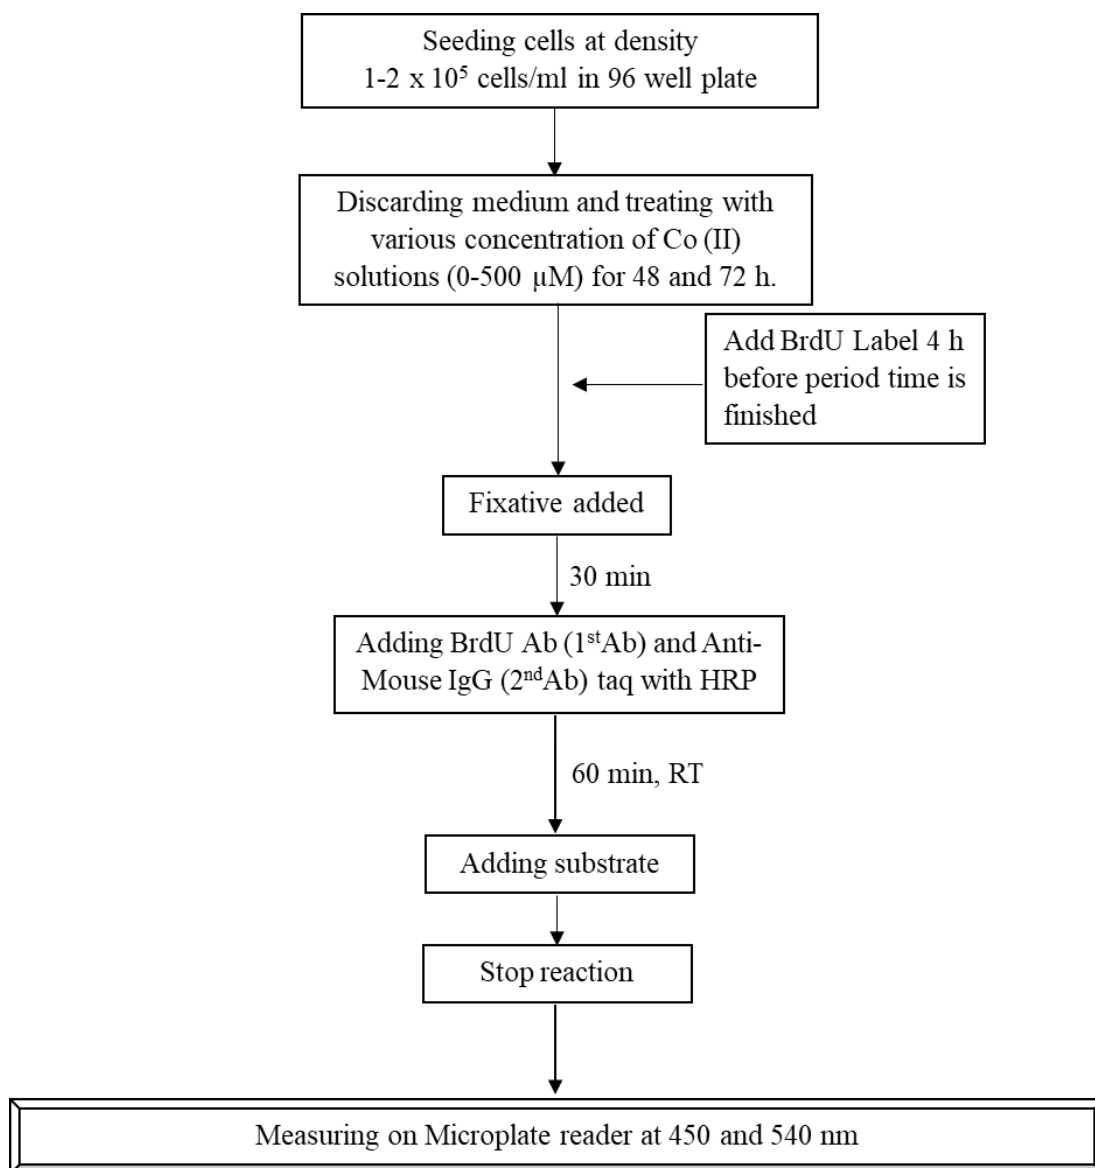 Seeding cells at density
1-2 x 10⁵ cells/ml in 96 well plate
Discarding medium and treating with
various concentration of Co (II)
solutions (0-500 µM) for 48 and 72 h.
Add BrdU Label 4 h
before period time is
finished
Fixative added
30 min
Adding BrdU Ab (1ˢᵗAb) and Anti-
Mouse IgG (2ⁿᵈAb) taq with HRP
60 min, RT
Adding substrate
Stop reaction
Measuring on Microplate reader at 450 and 540 nm